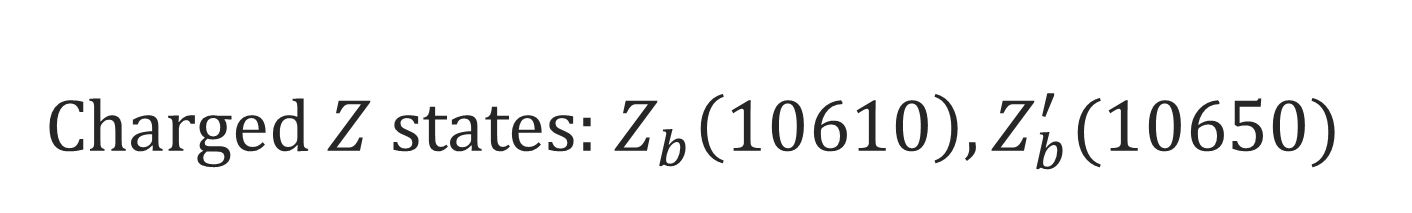 Charged Z states: Z_b(10610), Z′_b(10650)